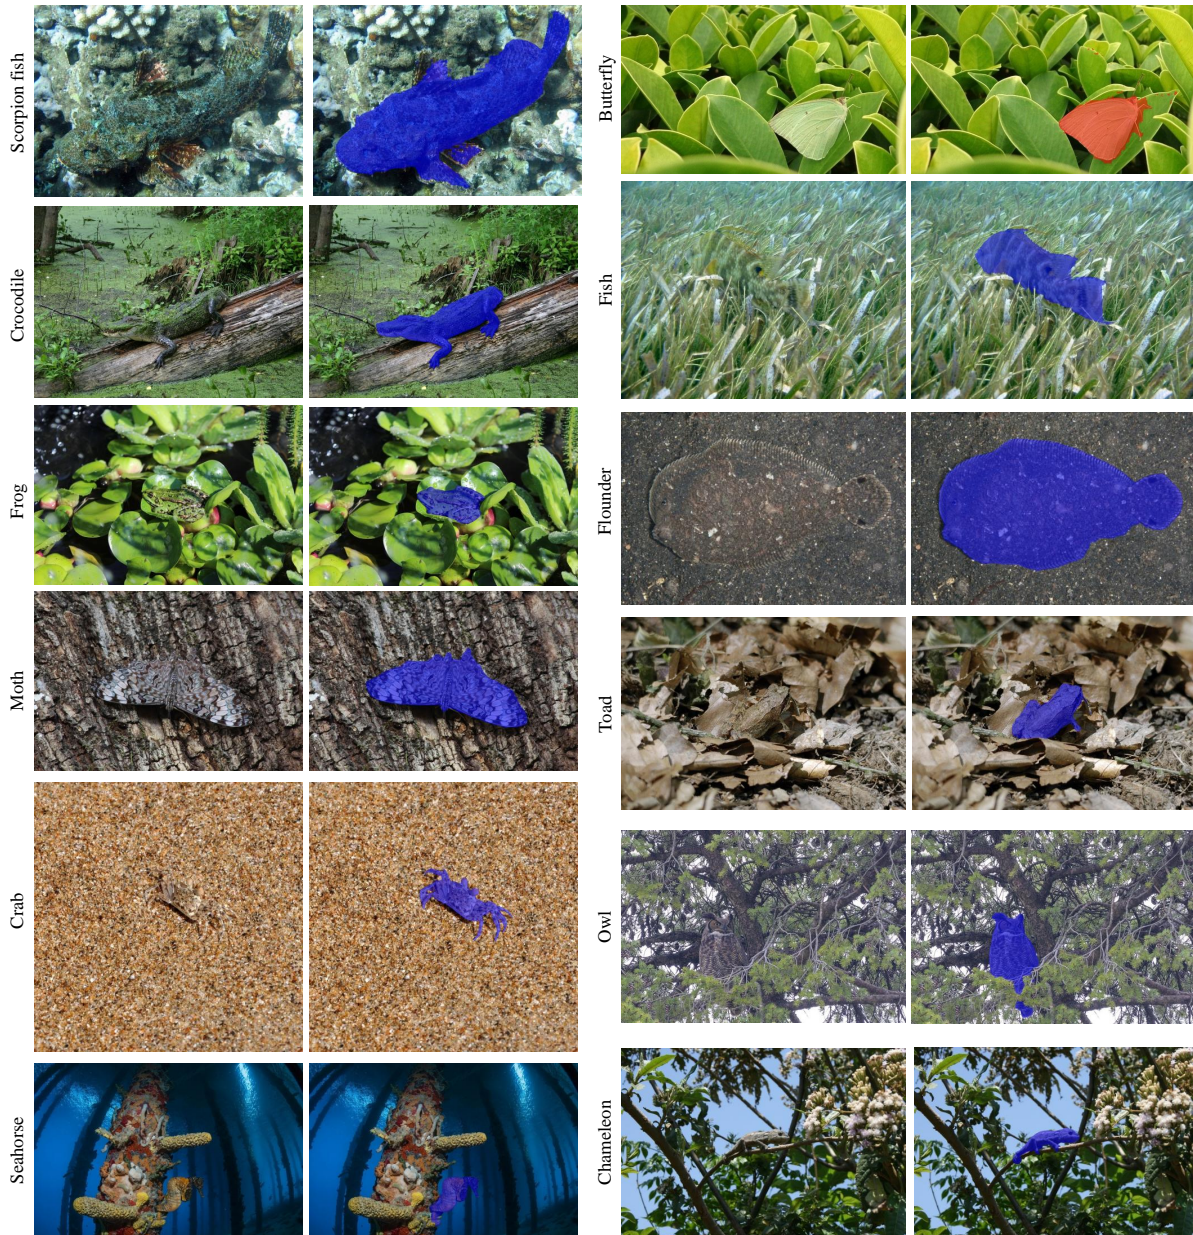 Scorpion fish
Crocodile
Frog
Moth
Crab
Seahorse
Butterfly
Fish
Flounder
Toad
Owl
Chameleon